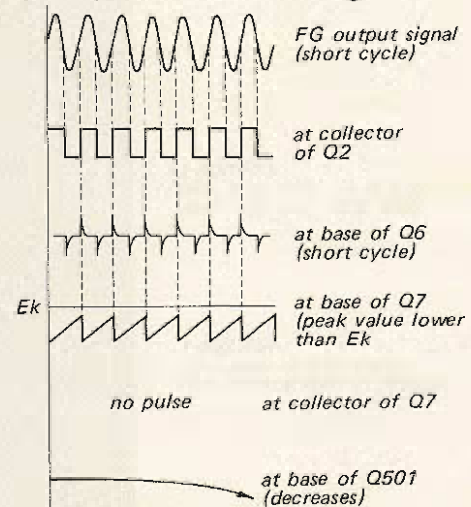 FG output signal
(short cycle)
at collector
of Q2
at base of Q6
(short cycle)
Ek
at base of Q7
(peak value lower
than Ek
no pulse at collector of Q7
at base of Q501
(decreases)